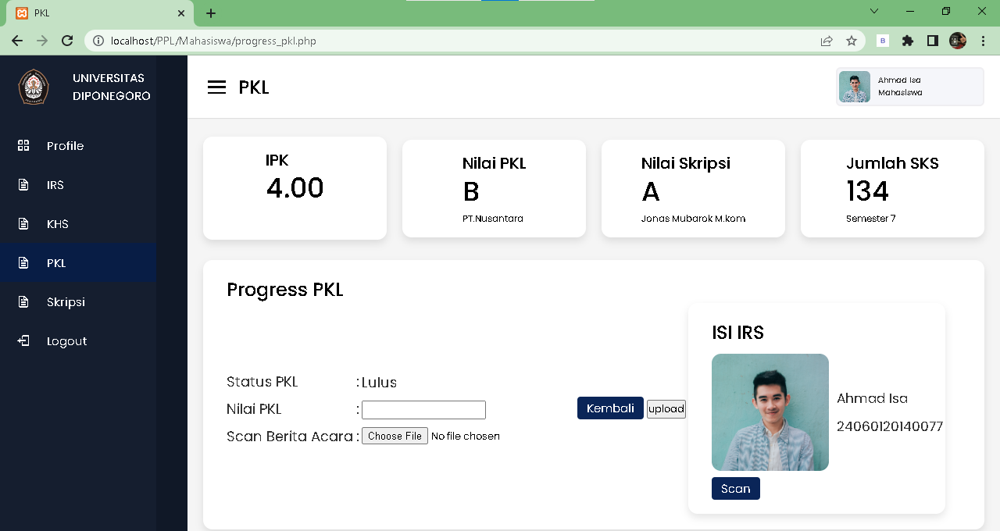 PKL
localhost/PPL/Mahasiswa/progress_pkl.php
B
UNIVERSITAS
DIPONEGORO
Profile
IRS
KHS
PKL
Skripsi
Logout
PKL
Ahmad Isa
Mahasiswa
IPK
4.00
Nilai PKL
B
PT.Nusantara
Nilai Skripsi
A
Jonas Mubarok M.kom
Jumlah SKS
134
Semester 7
Progress PKL
Status PKL : Lulus
Nilai PKL :
Scan Berita Acara : Choose File No file chosen
Kembali upload
ISI IRS
Ahmad Isa
24060120140077
Scan